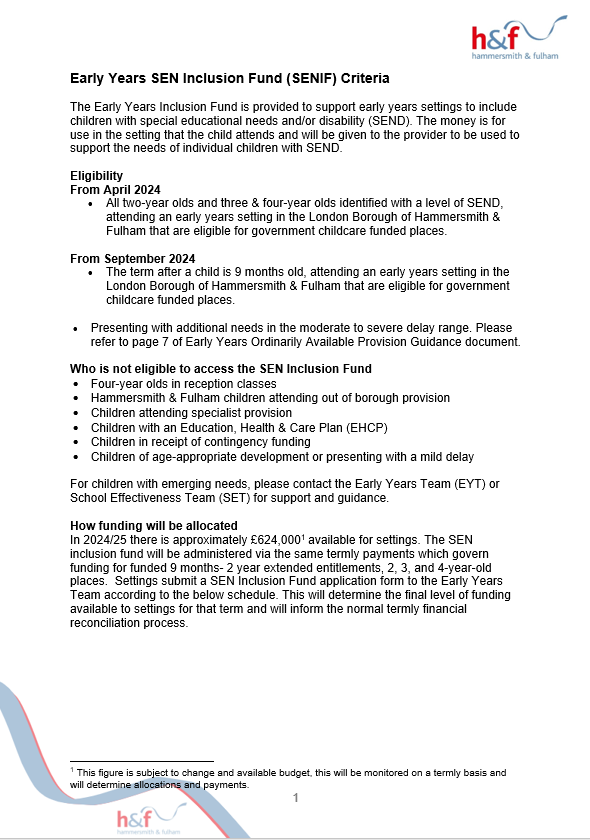 h&f
hammersmith & fulham
Early Years SEN Inclusion Fund (SENIF) Criteria
The Early Years Inclusion Fund is provided to support early years settings to include
children with special educational needs and/or disability (SEND). The money is for
use in the setting that the child attends and will be given to the provider to be used to
support the needs of individual children with SEND.
Eligibility
From April 2024
• All two-year olds and three & four-year olds identified with a level of SEND,
attending an early years setting in the London Borough of Hammersmith &
Fulham that are eligible for government childcare funded places.
From September 2024
• The term after a child is 9 months old, attending an early years setting in the
London Borough of Hammersmith & Fulham that are eligible for government
childcare funded places.
• Presenting with additional needs in the moderate to severe delay range. Please
refer to page 7 of Early Years Ordinarily Available Provision Guidance document.
Who is not eligible to access the SEN Inclusion Fund
• Four-year olds in reception classes
• Hammersmith & Fulham children attending out of borough provision
• Children attending specialist provision
• Children with an Education, Health & Care Plan (EHCP)
• Children in receipt of contingency funding
• Children of age-appropriate development or presenting with a mild delay
For children with emerging needs, please contact the Early Years Team (EYT) or
School Effectiveness Team (SET) for support and guidance.
How funding will be allocated
In 2024/25 there is approximately £624,000¹ available for settings. The SEN
inclusion fund will be administered via the same termly payments which govern
funding for funded 9 months- 2 year extended entitlements, 2, 3, and 4-year-old
places.  Settings submit a SEN Inclusion Fund application form to the Early Years
Team according to the below schedule. This will determine the final level of funding
available to settings for that term and will inform the normal termly financial
reconciliation process.
¹ This figure is subject to change and available budget, this will be monitored on a termly basis and
will determine allocations and payments.
1
h&f
hammersmith & fulham